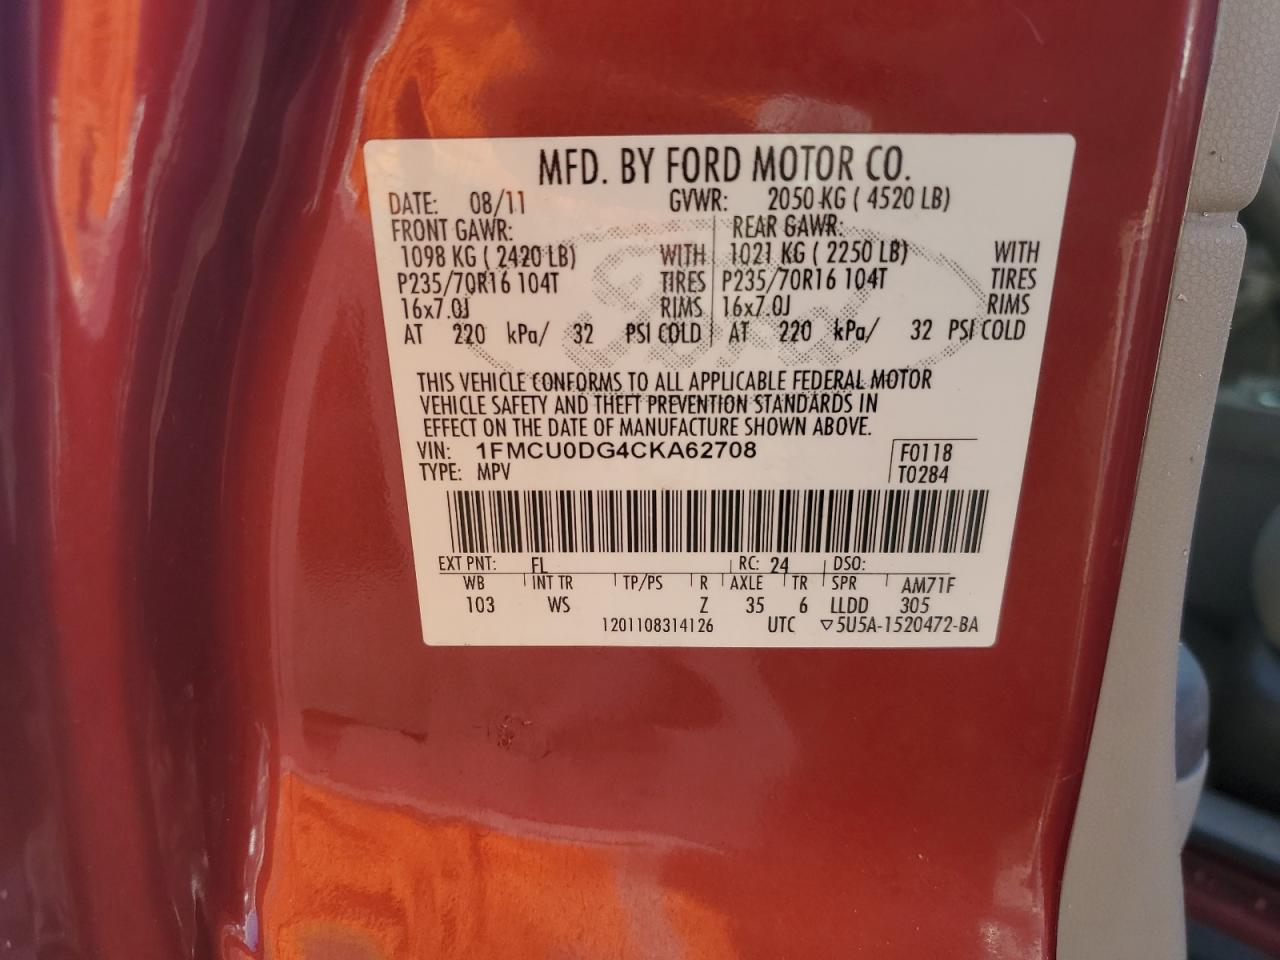 MFD. BY FORD MOTOR CO.
DATE: 08/11 GVWR: 2050 KG ( 4520 LB)
FRONT GAWR: REAR GAWR:
1098 KG ( 2420 LB) WITH 1021 KG ( 2250 LB) WITH
P235/70R16 104T TIRES P235/70R16 104T TIRES
16x7.0J RIMS 16x7.0J RIMS
AT 220 kPa/ 32 PSI COLD AT 220 kPa/ 32 PSI COLD
Ford
THIS VEHICLE CONFORMS TO ALL APPLICABLE FEDERAL MOTOR
VEHICLE SAFETY AND THEFT PREVENTION STANDARDS IN
EFFECT ON THE DATE OF MANUFACTURE SHOWN ABOVE.
VIN: 1FMCU0DG4CKA62708 F0118
TYPE: MPV T0284
EXT PNT: FL RC: 24 DSO:
WB INT TR TP/PS R AXLE TR SPR AM71F
103 WS Z 35 6 LLDD 305
1201108314126 UTC ▽5U5A-1520472-BA